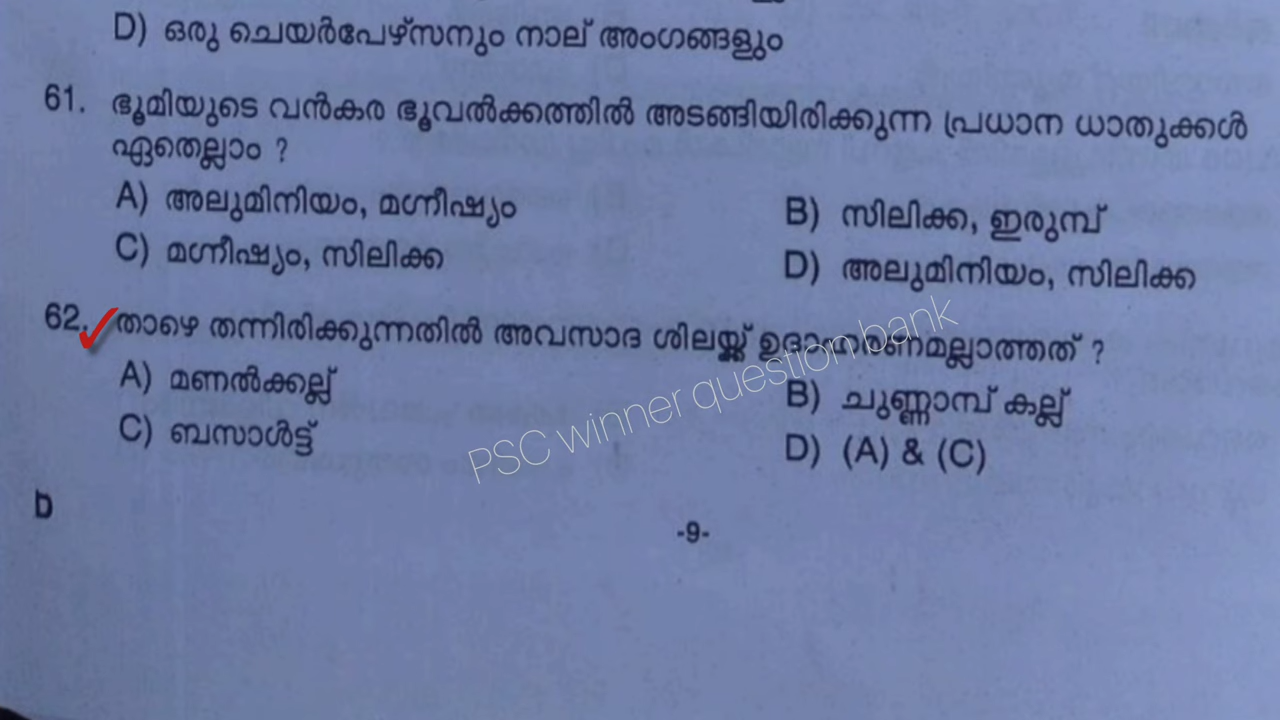 D) ഒരു ചെയർപേഴ്സനും നാല് അംഗങ്ങളും
61. ഭൂമിയുടെ വൻകര ഭൂവൽക്കത്തിൽ അടങ്ങിയിരിക്കുന്ന പ്രധാന ധാതുക്കൾ
ഏതെല്ലാം ?
A) അലുമിനിയം, മഗ്നീഷ്യം
B) സിലിക്ക, ഇരുമ്പ്
C) മഗ്നീഷ്യം, സിലിക്ക
D) അലുമിനിയം, സിലിക്ക
62. താഴെ തന്നിരിക്കുന്നതിൽ അവസാദ ശിലയ്ക്ക് ഉദാഹരണമല്ലാത്തത് ?
A) മണൽക്കല്ല്
B) ചുണ്ണാമ്പ് കല്ല്
C) ബസാൾട്ട്
D) (A) & (C)
PSC winner question bank
b
-9-